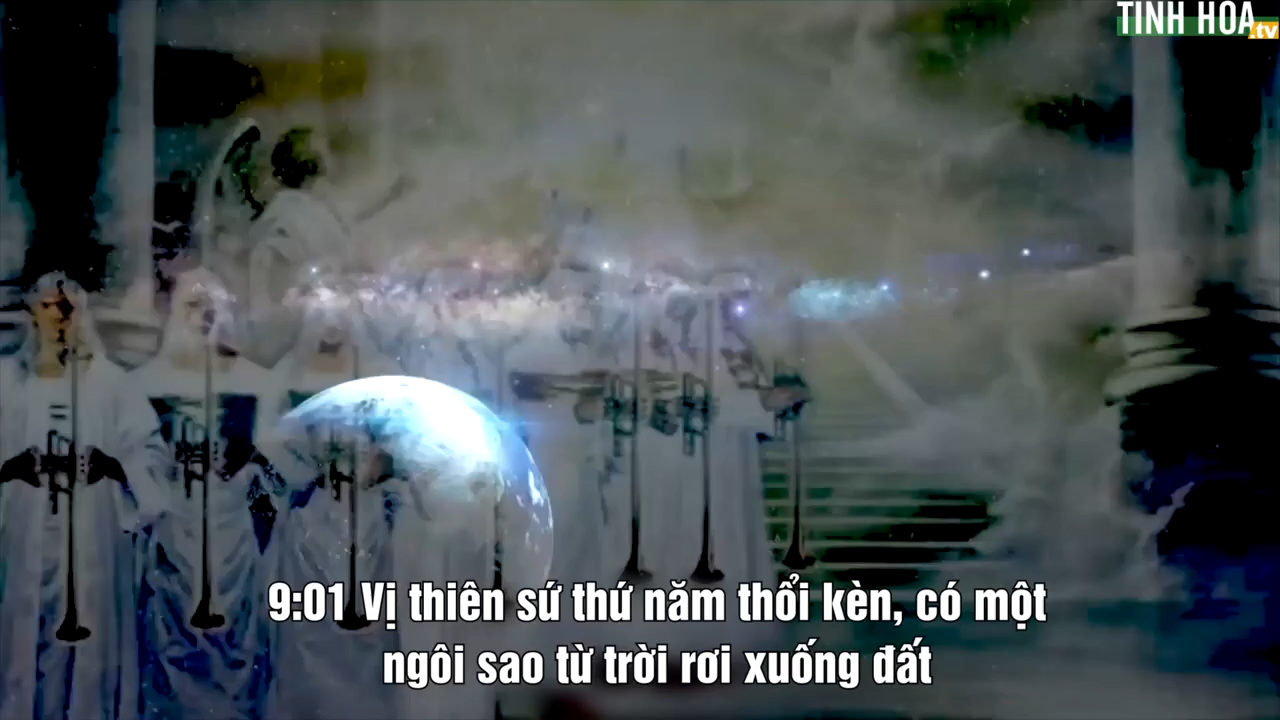 TINH HOA
.tv
9:01 Vị thiên sứ thứ năm thổi kèn, có một
ngôi sao từ trời rơi xuống đất